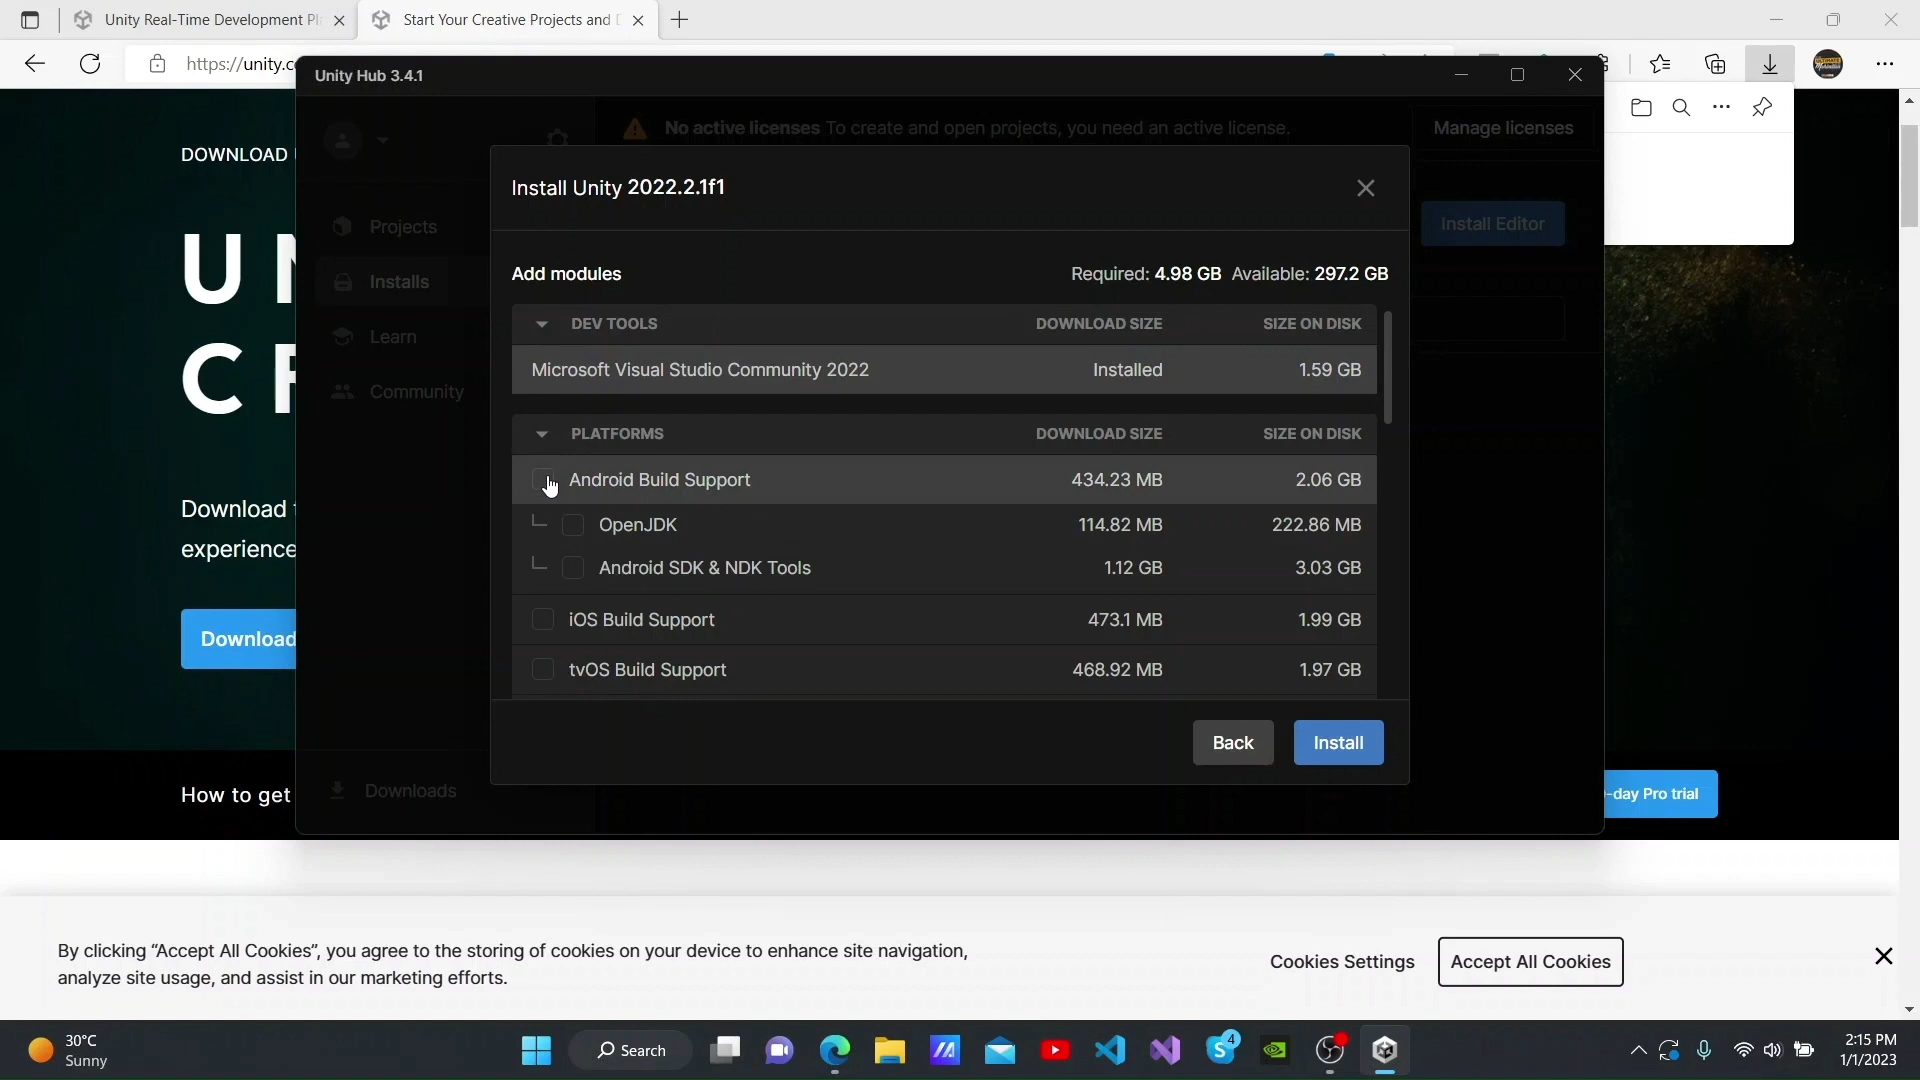 Unity Real-Time Development Pl
Start Your Creative Projects and D
https://unity.co
Unity Hub 3.4.1
No active licenses To create and open projects, you need an active license.
Manage licenses
DOWNLOAD
U N
C R
Download
experience
Download
How to get
Projects
Installs
Learn
Community
Downloads
Install Editor
Install Unity 2022.2.1f1
Add modules
Required: 4.98 GB Available: 297.2 GB
DEV TOOLS DOWNLOAD SIZE SIZE ON DISK
Microsoft Visual Studio Community 2022 Installed 1.59 GB
PLATFORMS DOWNLOAD SIZE SIZE ON DISK
Android Build Support 434.23 MB 2.06 GB
OpenJDK 114.82 MB 222.86 MB
Android SDK & NDK Tools 1.12 GB 3.03 GB
iOS Build Support 473.1 MB 1.99 GB
tvOS Build Support 468.92 MB 1.97 GB
Back Install
-day Pro trial
By clicking “Accept All Cookies”, you agree to the storing of cookies on your device to enhance site navigation,
analyze site usage, and assist in our marketing efforts.
Cookies Settings
Accept All Cookies
30°C
Sunny
Search
4
2:15 PM
1/1/2023